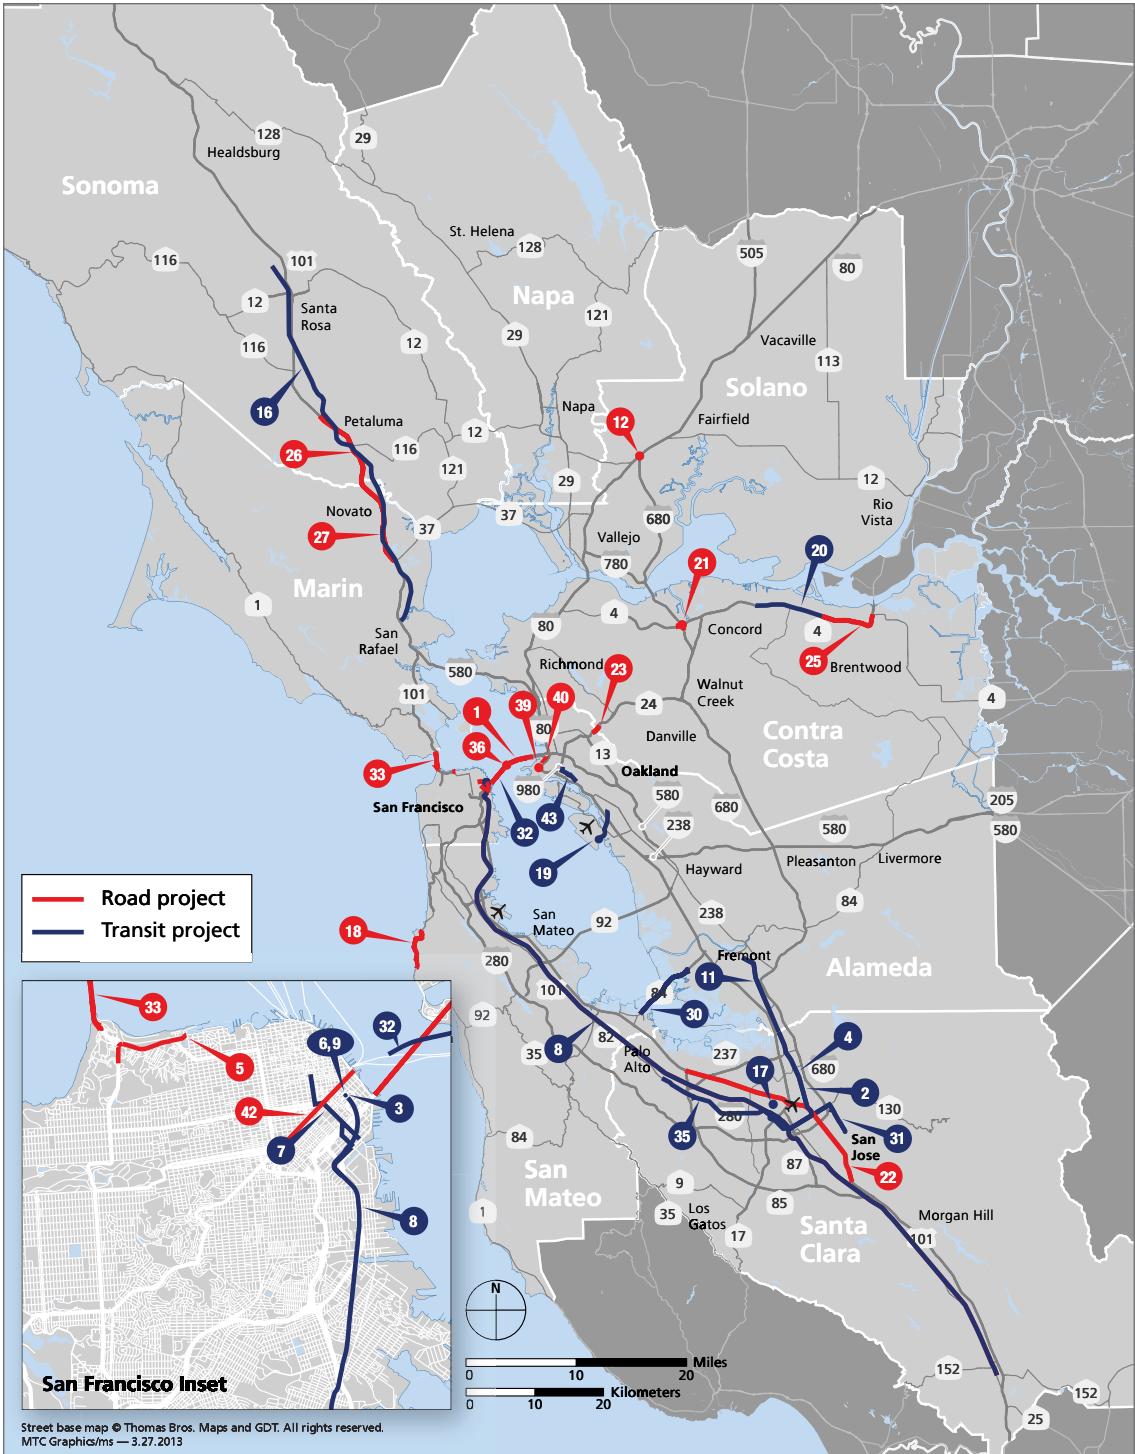 128
29
Healdsburg
Sonoma
St. Helena
128
116
101
505
80
Napa
12
Santa
Rosa
121
116
12
29
Vacaville
113
Solano
16
Petaluma
Napa
12
Fairfield
26
116
12
121
29
12
Rio
Vista
Novato
37
37
680
27
Vallejo
780
20
21
Marin
1
4
80
Concord
4
San
Rafael
580
Richmond
23
25
Brentwood
101
1
39
40
24
Walnut
Creek
4
36
80
Danville
Contra
Costa
13
33
Oakland
980
580
San Francisco
32
43
680
205
238
580
580
19
Hayward
Pleasanton
Livermore
Road project
Transit project
84
San
Mateo
92
238
18
280
Fremont
Alameda
11
101
84
33
92
30
32
6,9
82
8
4
35
Palo
Alto
237
680
5
17
2
42
3
280
130
7
35
31
84
San
Jose
San
Mateo
87
22
9
85
8
1
35
Los
Gatos
17
Santa
Clara
Morgan Hill
101
N
Miles
0
10
20
Kilometers
0
10
20
152
152
25
San Francisco Inset
Street base map © Thomas Bros. Maps and GDT. All rights reserved.
MTC Graphics/ms — 3.27.2013